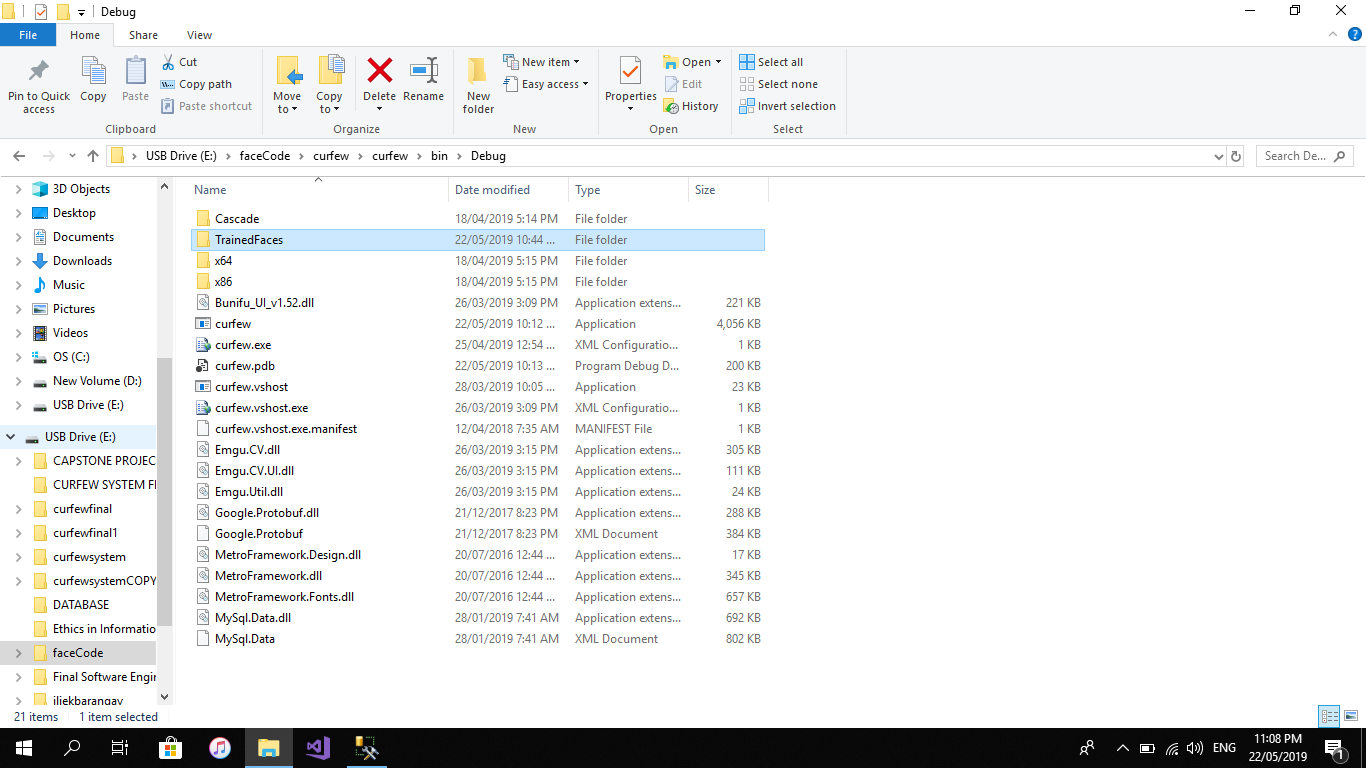 Debug
File Home Share View
Pin to Quick access
Copy
Paste
Cut
Copy path
Paste shortcut
Clipboard
Move to
Copy to
Delete
Rename
Organize
New folder
New item
Easy access
New
Properties
Open
Edit
History
Open
Select all
Select none
Invert selection
Select
USB Drive (E:) faceCode curfew curfew bin Debug
Search De...
3D Objects
Desktop
Documents
Downloads
Music
Pictures
Videos
OS (C:)
New Volume (D:)
USB Drive (E:)
USB Drive (E:)
CAPSTONE PROJEC
CURFEW SYSTEM FI
curfewfinal
curfewfinal1
curfewsystem
curfewsystemCOPY
DATABASE
Ethics in Informatio
faceCode
Final Software Engir
iliekbarangay
Name Date modified Type Size
Cascade 18/04/2019 5:14 PM File folder
TrainedFaces 22/05/2019 10:44 ... File folder
x64 18/04/2019 5:15 PM File folder
x86 18/04/2019 5:15 PM File folder
Bunifu_UI_v1.52.dll 26/03/2019 3:09 PM Application extens... 221 KB
curfew 22/05/2019 10:12 ... Application 4,056 KB
curfew.exe 25/04/2019 12:54 ... XML Configuratio... 1 KB
curfew.pdb 22/05/2019 10:13 ... Program Debug D... 200 KB
curfew.vshost 28/03/2019 10:05 ... Application 23 KB
curfew.vshost.exe 26/03/2019 3:09 PM XML Configuratio... 1 KB
curfew.vshost.exe.manifest 12/04/2018 7:35 AM MANIFEST File 1 KB
Emgu.CV.dll 26/03/2019 3:15 PM Application extens... 305 KB
Emgu.CV.UI.dll 26/03/2019 3:15 PM Application extens... 111 KB
Emgu.Util.dll 26/03/2019 3:15 PM Application extens... 24 KB
Google.Protobuf.dll 21/12/2017 8:23 PM Application extens... 288 KB
Google.Protobuf 21/12/2017 8:23 PM XML Document 384 KB
MetroFramework.Design.dll 20/07/2016 12:44 ... Application extens... 17 KB
MetroFramework.dll 20/07/2016 12:44 ... Application extens... 345 KB
MetroFramework.Fonts.dll 20/07/2016 12:44 ... Application extens... 657 KB
MySql.Data.dll 28/01/2019 7:41 AM Application extens... 692 KB
MySql.Data 28/01/2019 7:41 AM XML Document 802 KB
21 items 1 item selected
ENG
11:08 PM
22/05/2019
1